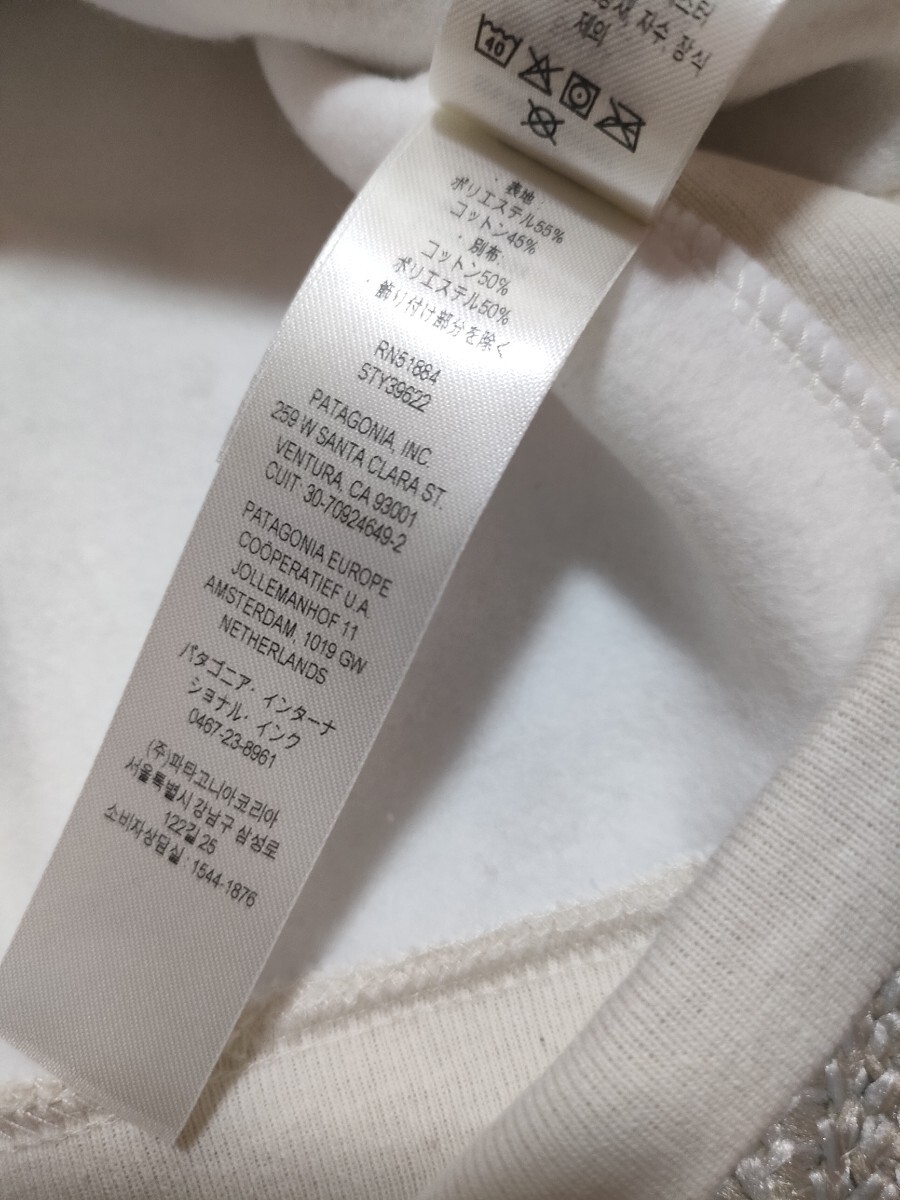 자수, 장식
제외
40
・表地
ポリエステル55%
コットン45%
・別布
コットン50%
ポリエステル50%
・飾り付け部分を除く
RN51884
STY39622
PATAGONIA, INC.
259 W SANTA CLARA ST.
VENTURA, CA 93001
CUIT 30-70924649-2
PATAGONIA EUROPE
COÖPERATIEF U.A.
JOLLEMANHOF 11
AMSTERDAM, 1019 GW
NETHERLANDS
パタゴニア・インターナ
ショナル・インク
0467-23-8961
(주)파타고니아코리아
서울특별시 강남구 삼성로
122길 25
소비자상담실 : 1544-1876